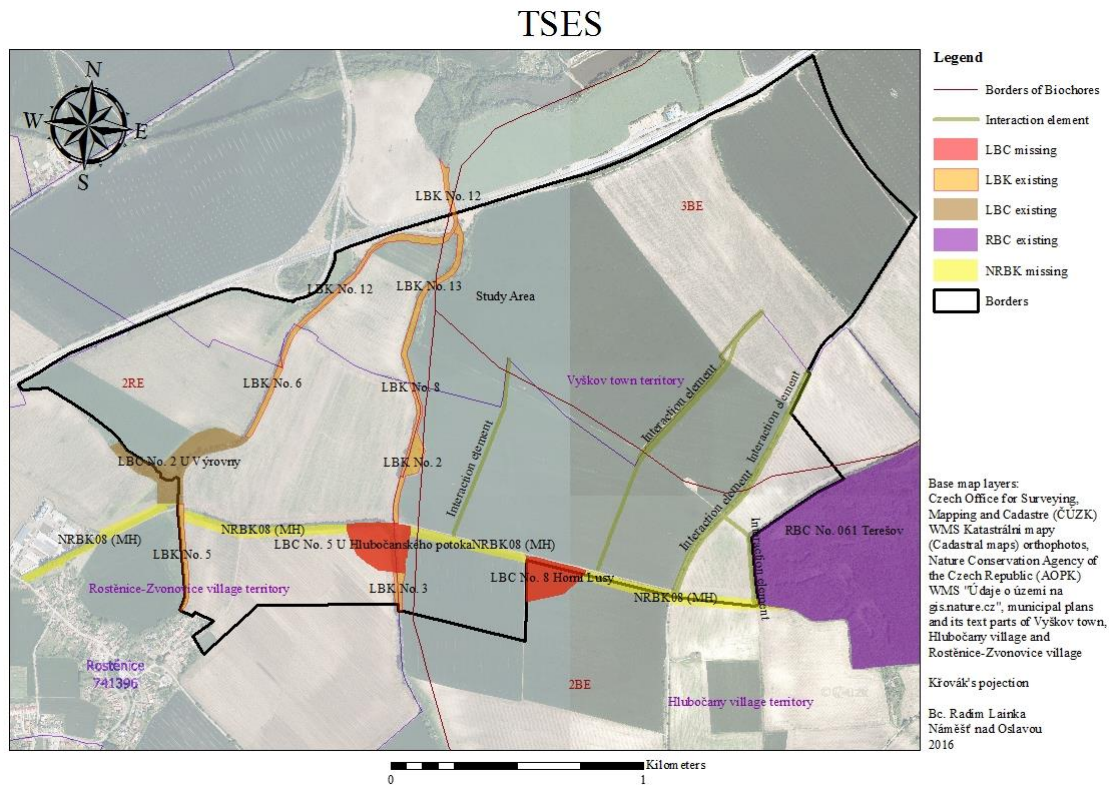 TSES
N
W
E
S
LBK No. 12
3BE
LBK No. 12
LBK No. 13
Study Area
2RE
LBK No. 6
LBK No. 8
Vyškov town territory
Interaction element
Interaction element
Interaction element
LBC No. 2 U Výrovny
LBK No. 2
Interaction element
Interaction element
NRBK08 (MH)
NRBK08 (MH)
LBC No. 5 U Hlubočanského potoka
NRBK08 (MH)
RBC No. 061 Terešov
LBK No. 5
LBC No. 8 Horní Lusy
Rostěnice-Zvonovice village territory
LBK No. 3
NRBK08 (MH)
Rostěnice
741396
2BE
Hlubočany village territory
©ČÚZK
Legend
Borders of Biochores
Interaction element
LBC missing
LBK existing
LBC existing
RBC existing
NRBK missing
Borders
Base map layers:
Czech Office for Surveying,
Mapping and Cadastre (ČÚZK)
WMS Katastrální mapy
(Cadastral maps) orthophotos,
Nature Conservation Agency of
the Czech Republic (AOPK)
WMS "Údaje o území na
gis.nature.cz", municipal plans
and its text parts of Vyškov town,
Hlubočany village and
Rostěnice-Zvonovice village
Křovák's pojection
Bc. Radim Lainka
Náměšť nad Oslavou
2016
Kilometers
0
1